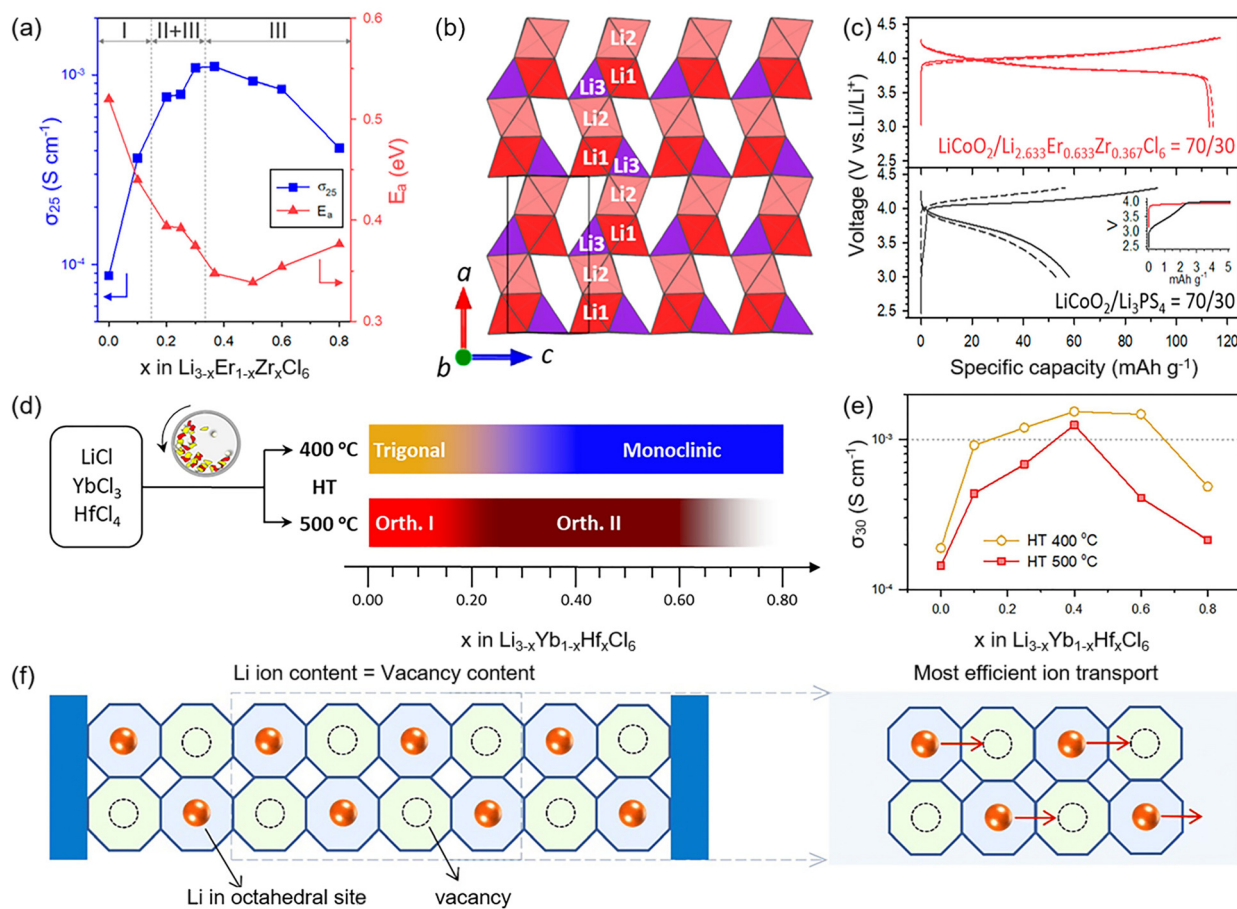 (a)
I
II+III
III
0.6
10⁻³
0.5
σ₂₅ (S cm⁻¹)
Eₐ (eV)
σ₂₅
Eₐ
0.4
10⁻⁴
0.3
0.0 0.2 0.4 0.6 0.8
x in Li₃₋ₓEr₁₋ₓZrₓCl₆
(b)
Li2
Li1
Li3
Li2
Li1
Li3
Li2
Li1
Li3
Li2
Li1
a
b
c
(c)
4.5
4.0
3.5
3.0
2.5
LiCoO₂/Li₂.₆₃₃Er₀.₆₃₃Zr₀.₃₆₇Cl₆ = 70/30
Voltage (V vs.Li/Li⁺)
4.5
4.0
3.5
3.0
2.5
4.0
3.5
3.0
2.5
V
0 1 2 3 4 5
mAh g⁻¹
LiCoO₂/Li₃PS₄ = 70/30
0 20 40 60 80 100 120
Specific capacity (mAh g⁻¹)
(d)
LiCl
YbCl₃
HfCl₄
400 ºC
HT
500 ºC
Trigonal
Monoclinic
Orth. I
Orth. II
0.00 0.20 0.40 0.60 0.80
x in Li₃₋ₓYb₁₋ₓHfₓCl₆
(e)
10⁻³
σ₃₀ (S cm⁻¹)
HT 400 ºC
HT 500 ºC
10⁻⁴
0.0 0.2 0.4 0.6 0.8
x in Li₃₋ₓYb₁₋ₓHfₓCl₆
(f)
Li ion content = Vacancy content
Most efficient ion transport
Li in octahedral site
vacancy